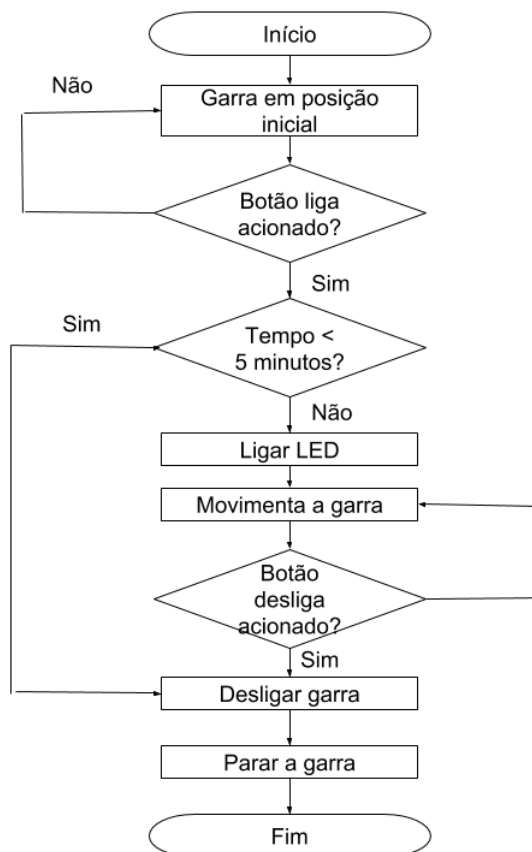 Início
Não
Garra em posição
inicial
Botão liga
acionado?
Sim
Sim
Tempo <
5 minutos?
Não
Ligar LED
Movimenta a garra
Botão
desliga
acionado?
Sim
Desligar garra
Parar a garra
Fim